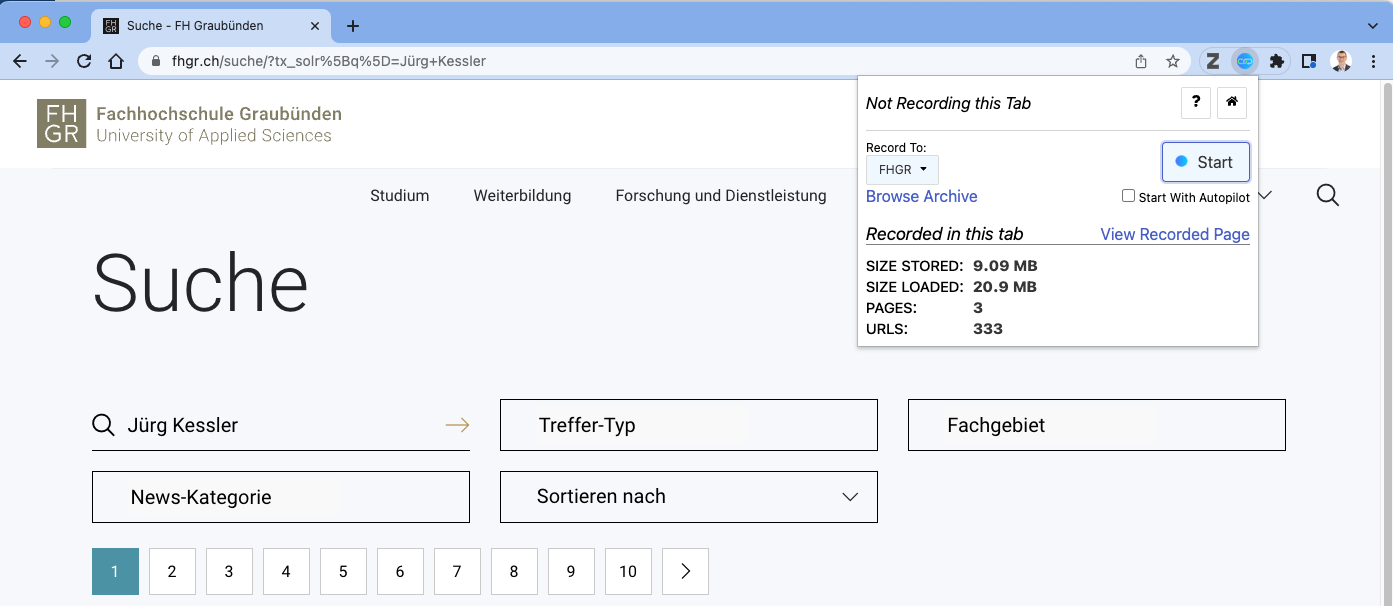 FH
GR
Suche - FH Graubünden
fhgr.ch/suche/?tx_solr%5Bq%5D=Jürg+Kessler
Z
FH
GR
Fachhochschule Graubünden
University of Applied Sciences
Studium
Weiterbildung
Forschung und Dienstleistung
Not Recording this Tab
?
Record To:
FHGR
Start
Browse Archive
Start With Autopilot
Recorded in this tab
View Recorded Page
SIZE STORED: 9.09 MB
SIZE LOADED: 20.9 MB
PAGES: 3
URLS: 333
Suche
Jürg Kessler
Treffer-Typ
Fachgebiet
News-Kategorie
Sortieren nach
1 2 3 4 5 6 7 8 9 10